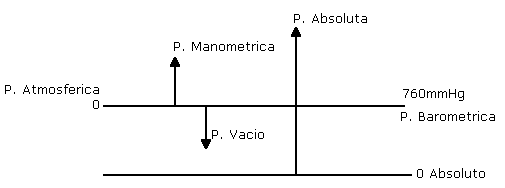 P. Absoluta
P. Manometrica
P. Atmosferica
0
760mmHg
P. Barometrica
P. Vacio
0 Absoluto